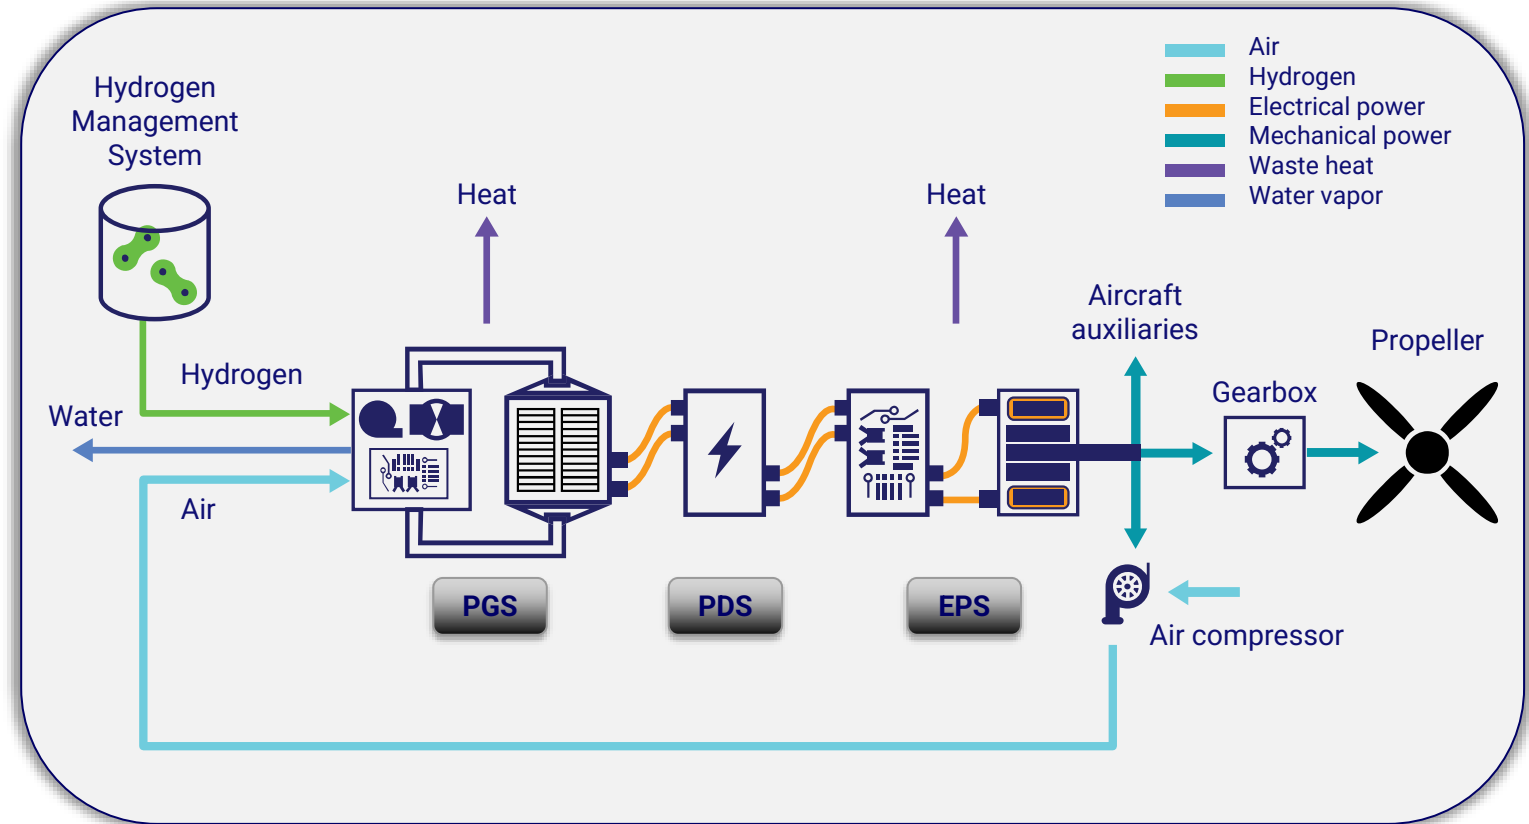 Air
Hydrogen
Electrical power
Mechanical power
Waste heat
Water vapor
Hydrogen
Management
System
Heat
Heat
Aircraft
auxiliaries
Propeller
Hydrogen
Gearbox
Water
Air
PGS
PDS
EPS
Air compressor